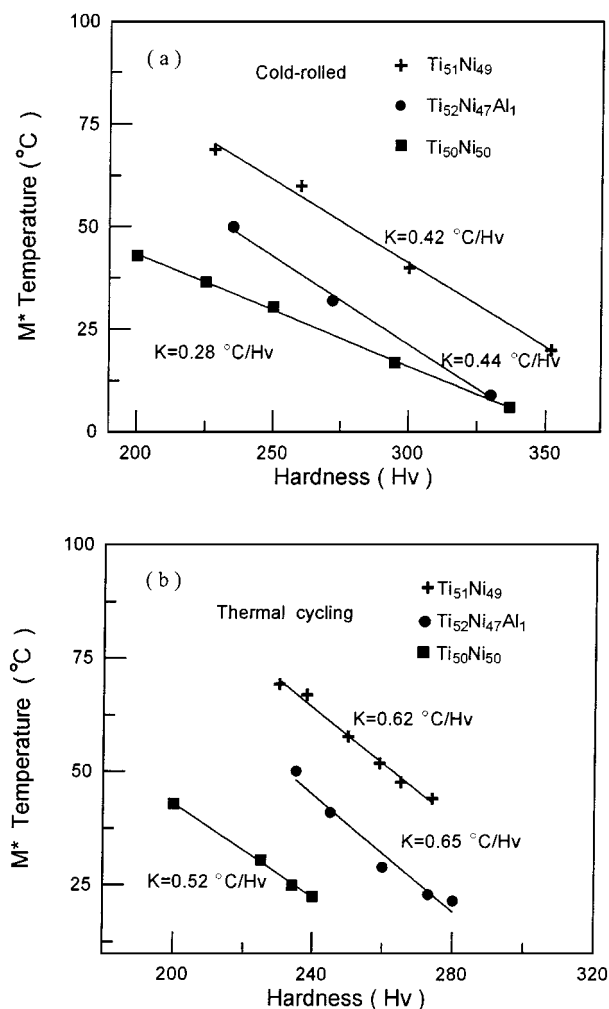 ( a )
Cold-rolled
Ti₅₁Ni₄₉
Ti₅₂Ni₄₇Al₁
Ti₅₀Ni₅₀
M* Temperature ( °C )
100
75
50
25
0
K=0.42 °C/Hv
K=0.44 °C/Hv
K=0.28 °C/Hv
200 250 300 350
Hardness ( Hv )
( b )
Thermal cycling
Ti₅₁Ni₄₉
Ti₅₂Ni₄₇Al₁
Ti₅₀Ni₅₀
M* Temperature ( °C )
100
75
50
25
K=0.62 °C/Hv
K=0.65 °C/Hv
K=0.52 °C/Hv
200 240 280 320
Hardness ( Hv )